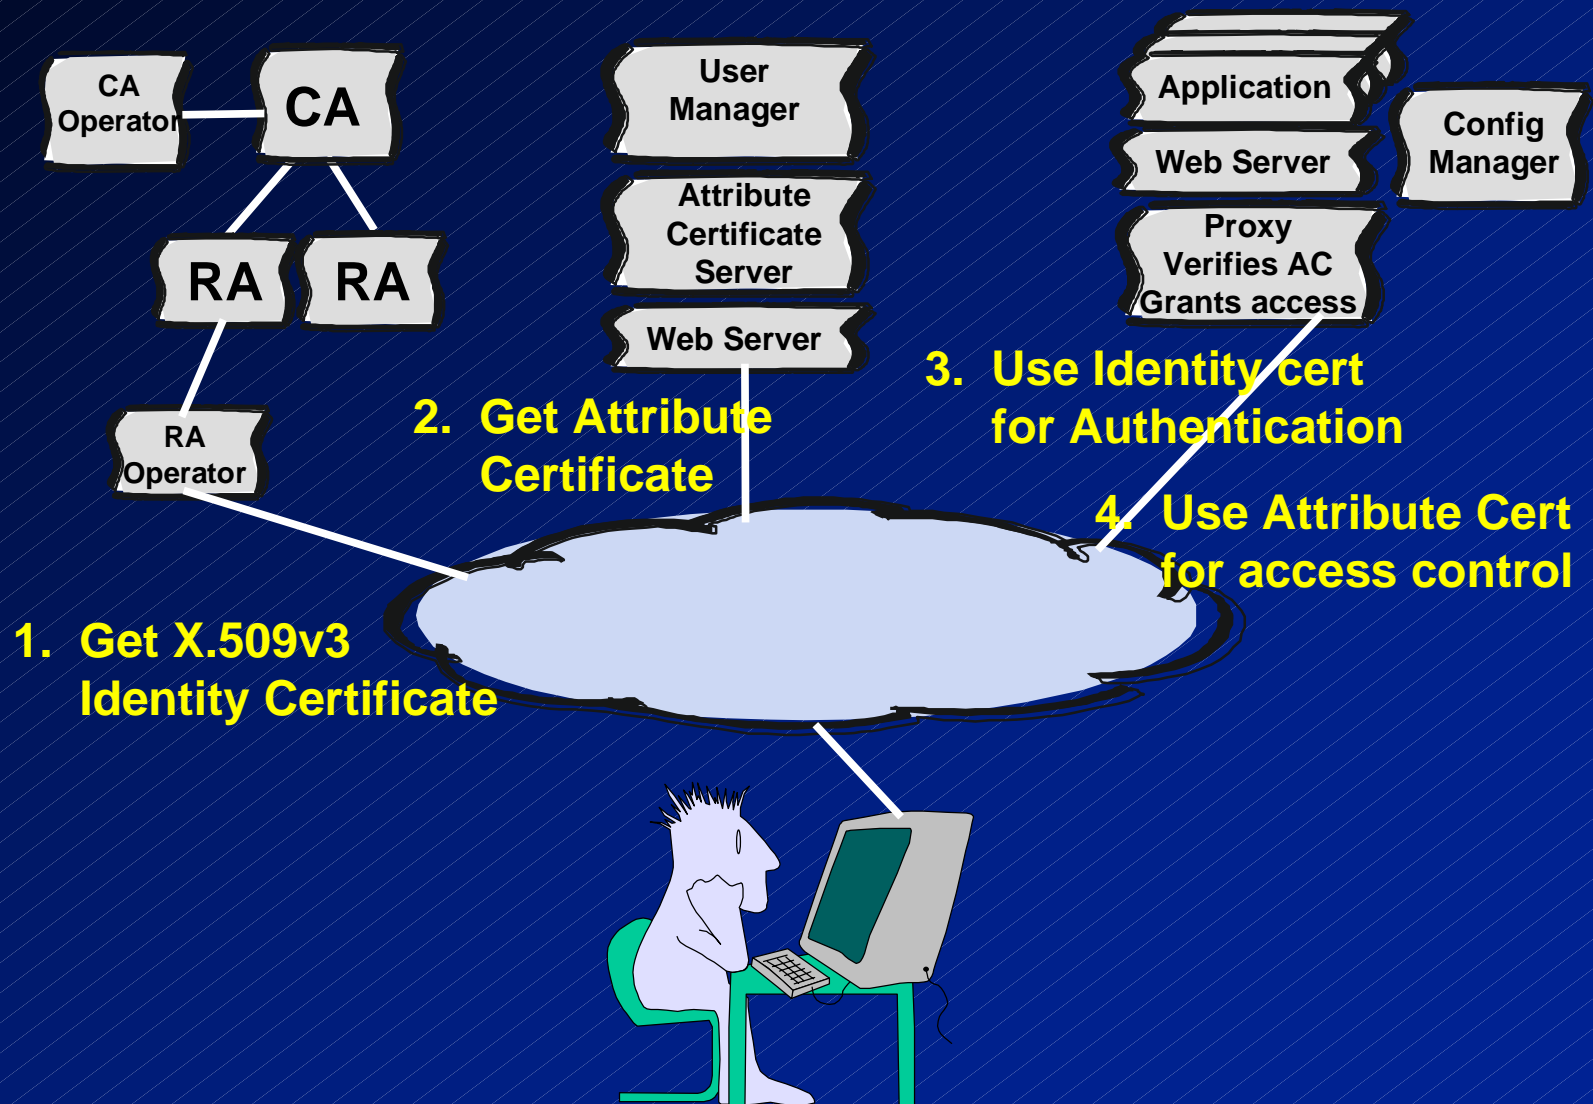 CA
Operator
CA
RA
RA
RA
Operator
User
Manager
Attribute
Certificate
Server
Web Server
Application
Web Server
Proxy
Verifies AC
Grants access
Config
Manager
1. Get X.509v3
Identity Certificate
2. Get Attribute
Certificate
3. Use Identity cert
for Authentication
4. Use Attribute Cert
for access control